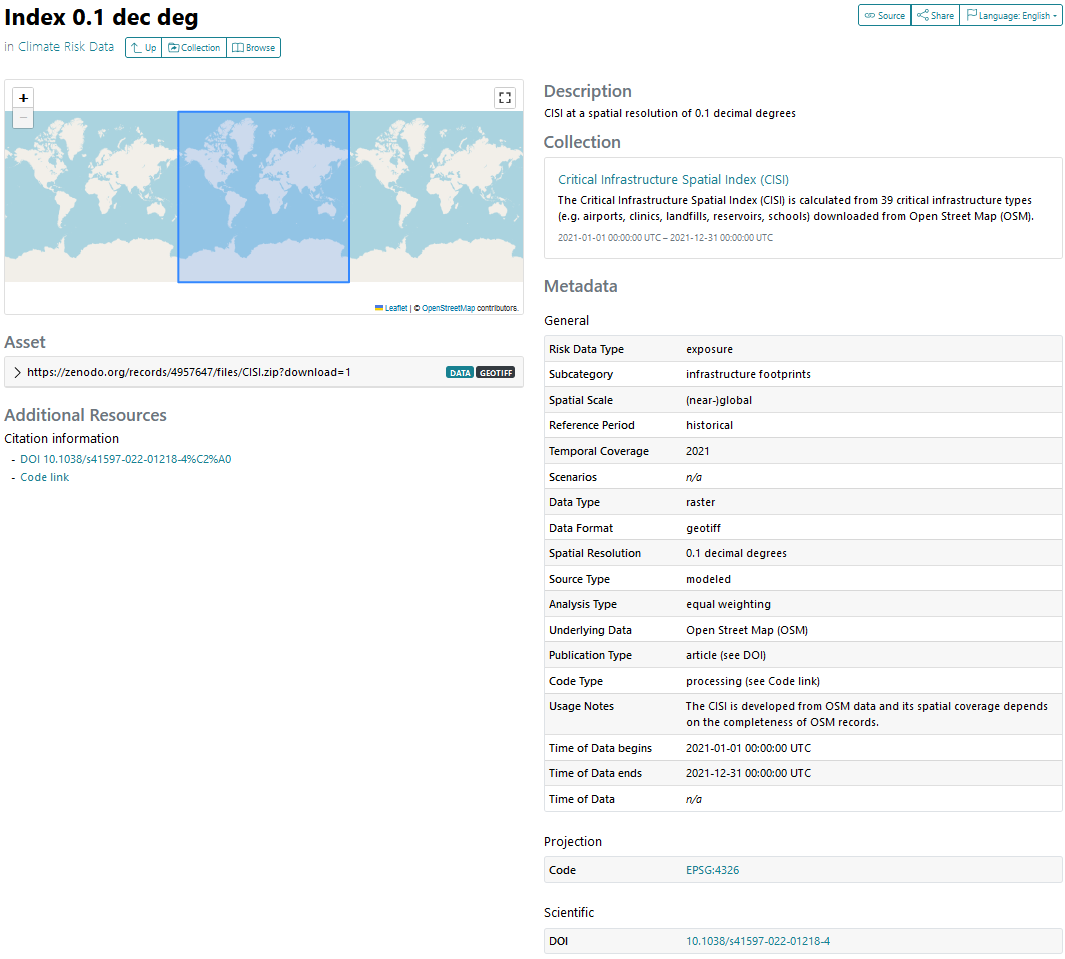 Index 0.1 dec deg
Source Share Language: English
in Climate Risk Data Up Collection Browse
+
−
Leaflet | © OpenStreetMap contributors.
Asset
https://zenodo.org/records/4957647/files/CISI.zip?download=1 DATA GEOTIFF
Additional Resources
Citation information
- DOI 10.1038/s41597-022-01218-4%C2%A0
- Code link
Description
CISI at a spatial resolution of 0.1 decimal degrees
Collection
Critical Infrastructure Spatial Index (CISI)
The Critical Infrastructure Spatial Index (CISI) is calculated from 39 critical infrastructure types
(e.g. airports, clinics, landfills, reservoirs, schools) downloaded from Open Street Map (OSM).
2021-01-01 00:00:00 UTC – 2021-12-31 00:00:00 UTC
Metadata
General
Risk Data Type exposure
Subcategory infrastructure footprints
Spatial Scale (near-)global
Reference Period historical
Temporal Coverage 2021
Scenarios n/a
Data Type raster
Data Format geotiff
Spatial Resolution 0.1 decimal degrees
Source Type modeled
Analysis Type equal weighting
Underlying Data Open Street Map (OSM)
Publication Type article (see DOI)
Code Type processing (see Code link)
Usage Notes The CISI is developed from OSM data and its spatial coverage depends
on the completeness of OSM records.
Time of Data begins 2021-01-01 00:00:00 UTC
Time of Data ends 2021-12-31 00:00:00 UTC
Time of Data n/a
Projection
Code EPSG:4326
Scientific
DOI 10.1038/s41597-022-01218-4